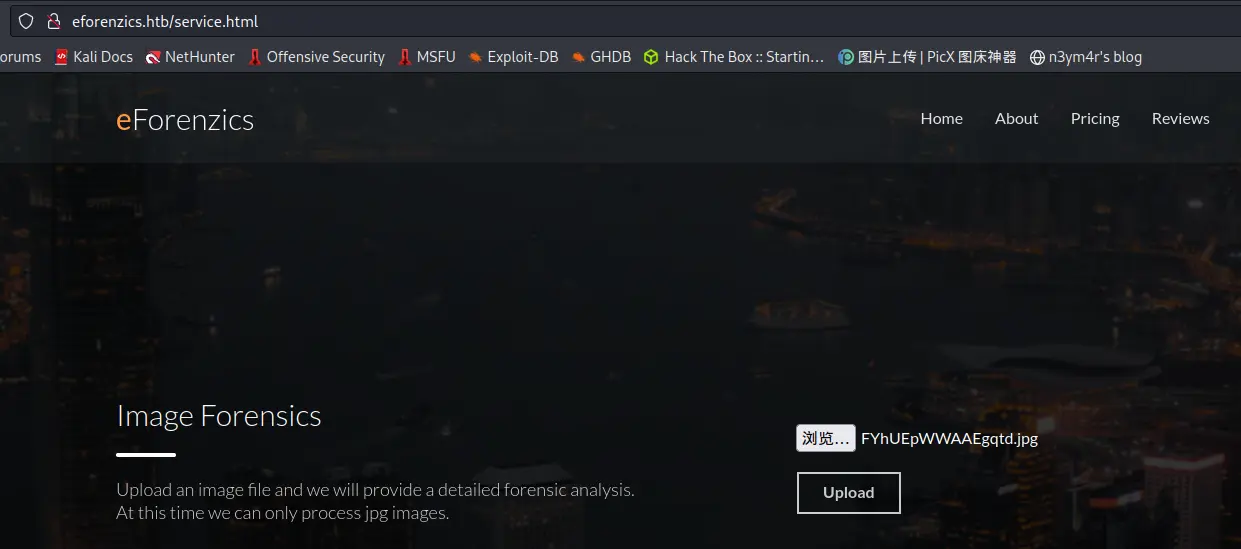 eforenzics.htb/service.html
orums Kali Docs NetHunter Offensive Security MSFU Exploit-DB GHDB Hack The Box :: Startin… 图片上传 | PicX 图床神器 n3ym4r's blog
eForenzics Home About Pricing Reviews
Image Forensics
浏览… FYhUEpWWAAEgqtd.jpg
Upload an image file and we will provide a detailed forensic analysis.
Upload
At this time we can only process jpg images.